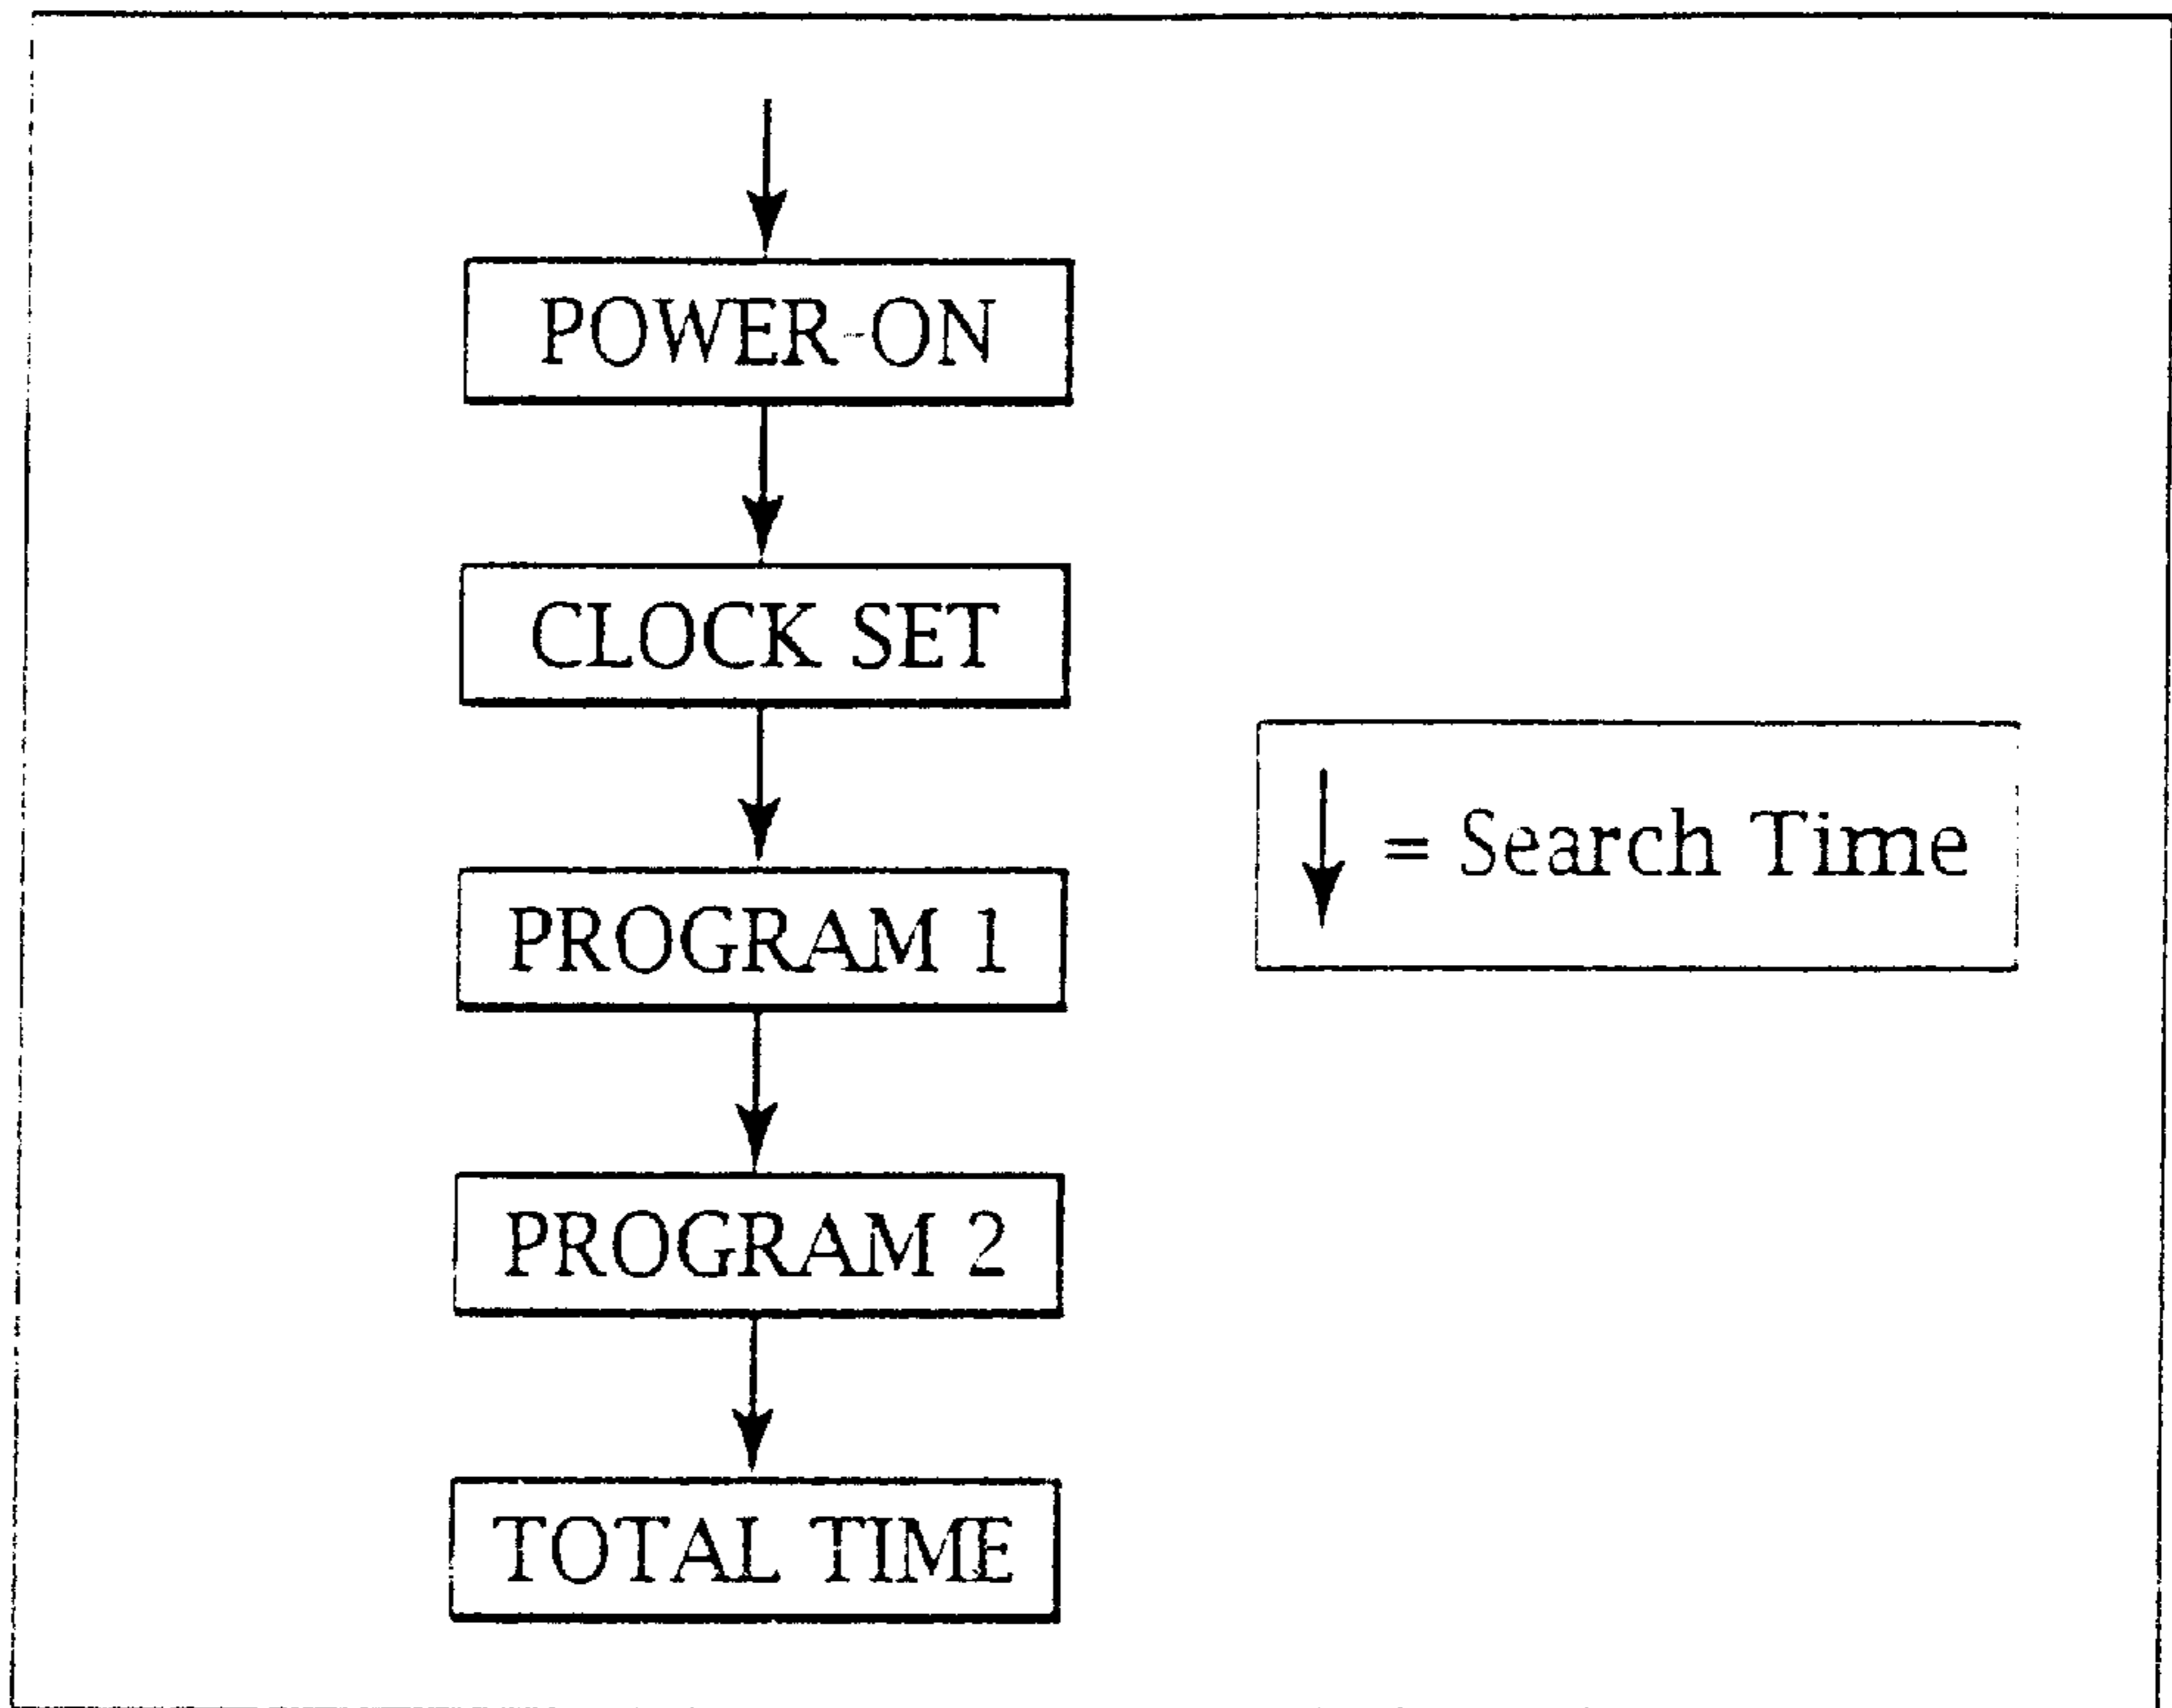 POWER-ON
CLOCK SET
PROGRAM 1
PROGRAM 2
TOTAL TIME
= Search Time